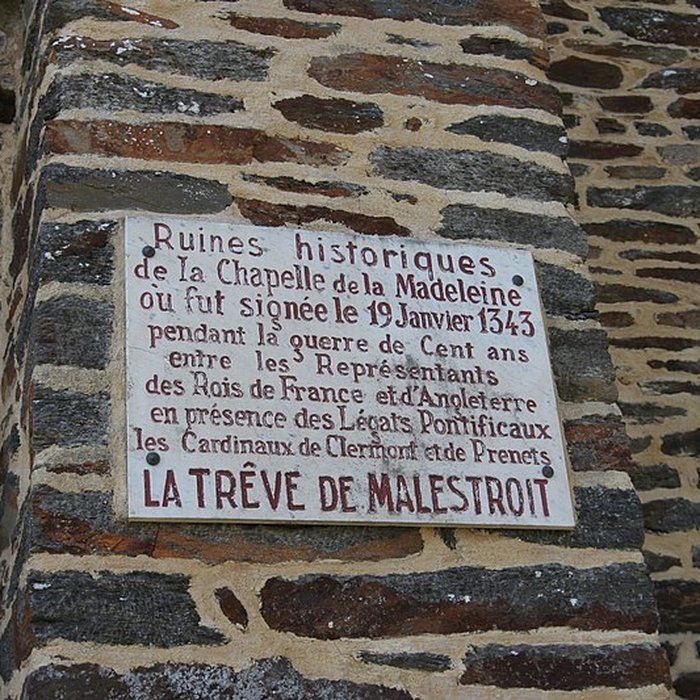 Ruines historiques
de la Chapelle de la Madeleine
où fut signée le 19 Janvier 1343
pendant la guerre de Cent ans
entre les Représentants
des Rois de France et d'Angleterre
en présence des Légats Pontificaux
les Cardinaux de Clermont et de Prenets
LA TRÊVE DE MALESTROIT